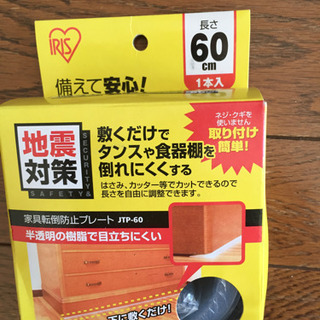 IRIS
長さ
60
cm
1本入
備えて安心!
地震
対策
SECURITY
SAFETY&
敷くだけで
タンスや食器棚を
倒れにくくする
ネジ・クギを
使いません
取り付け
簡単!
はさみ、カッター等でカットできるので
長さを自由に調整できます。
家具転倒防止プレート JTP-60
半透明の樹脂で目立ちにくい
下に敷くだけ!